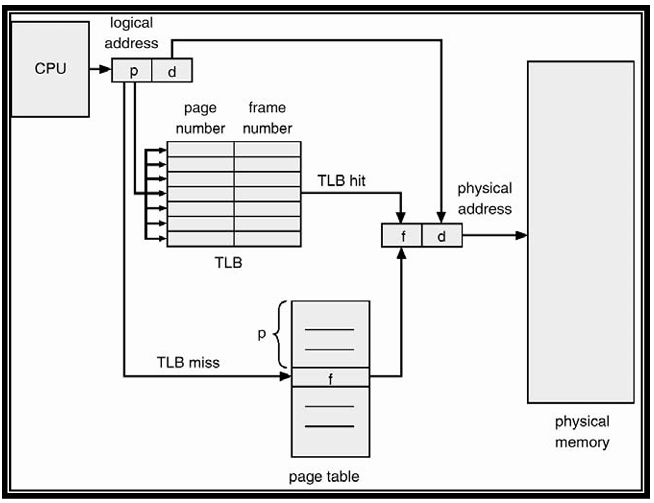 logical
address
CPU
p d
page
number
frame
number
TLB hit
physical
address
f d
TLB
p
TLB miss
f
physical
memory
page table